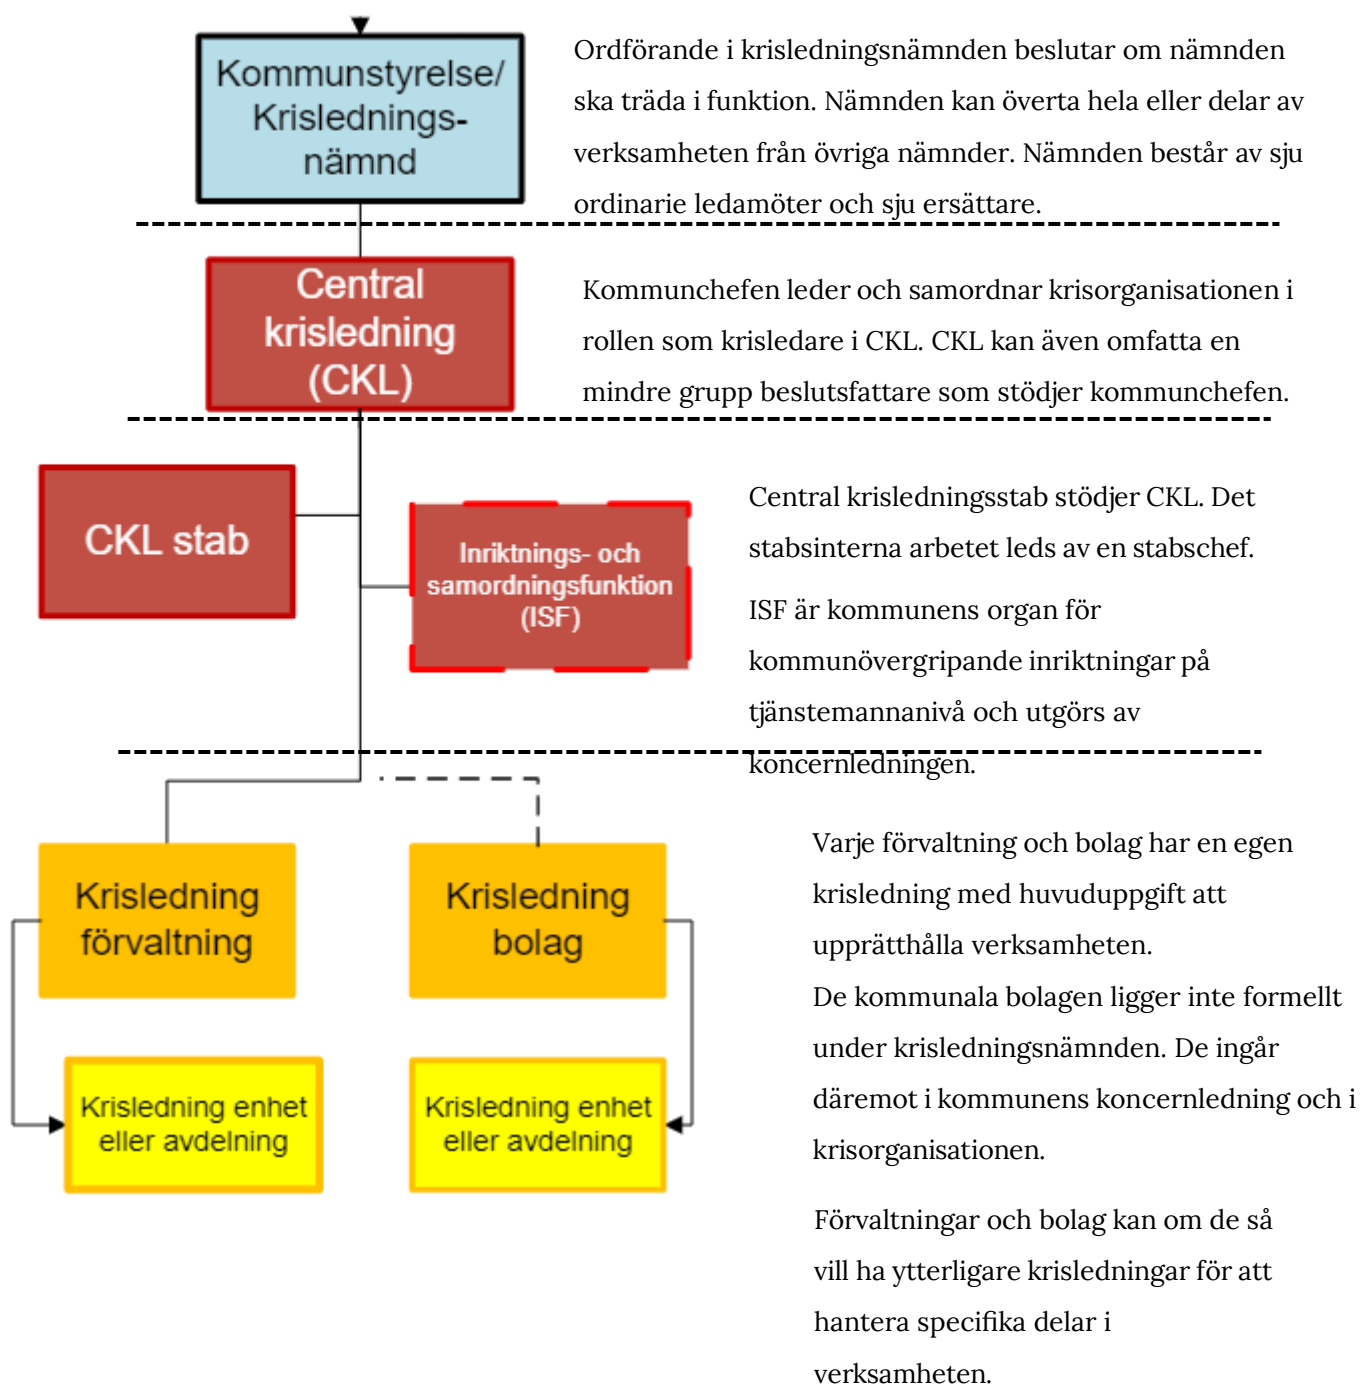 Kommunstyrelse/
Krislednings-
nämnd
Ordförande i krisledningsnämnden beslutar om nämnden
ska träda i funktion. Nämnden kan överta hela eller delar av
verksamheten från övriga nämnder. Nämnden består av sju
ordinarie ledamöter och sju ersättare.
Central
krisledning
(CKL)
Kommunchefen leder och samordnar krisorganisationen i
rollen som krisledare i CKL. CKL kan även omfatta en
mindre grupp beslutsfattare som stödjer kommunchefen.
CKL stab
Inriktnings- och
samordningsfunktion
(ISF)
Central krisledningsstab stödjer CKL. Det
stabsinterna arbetet leds av en stabschef.
ISF är kommunens organ för
kommunövergripande inriktningar på
tjänstemannanivå och utgörs av
koncernledningen.
Krisledning
förvaltning
Krisledning
bolag
Varje förvaltning och bolag har en egen
krisledning med huvuduppgift att
upprätthålla verksamheten.
De kommunala bolagen ligger inte formellt
under krisledningsnämnden. De ingår
däremot i kommunens koncernledning och i
krisorganisationen.
Krisledning enhet
eller avdelning
Krisledning enhet
eller avdelning
Förvaltningar och bolag kan om de så
vill ha ytterligare krisledningar för att
hantera specifika delar i
verksamheten.